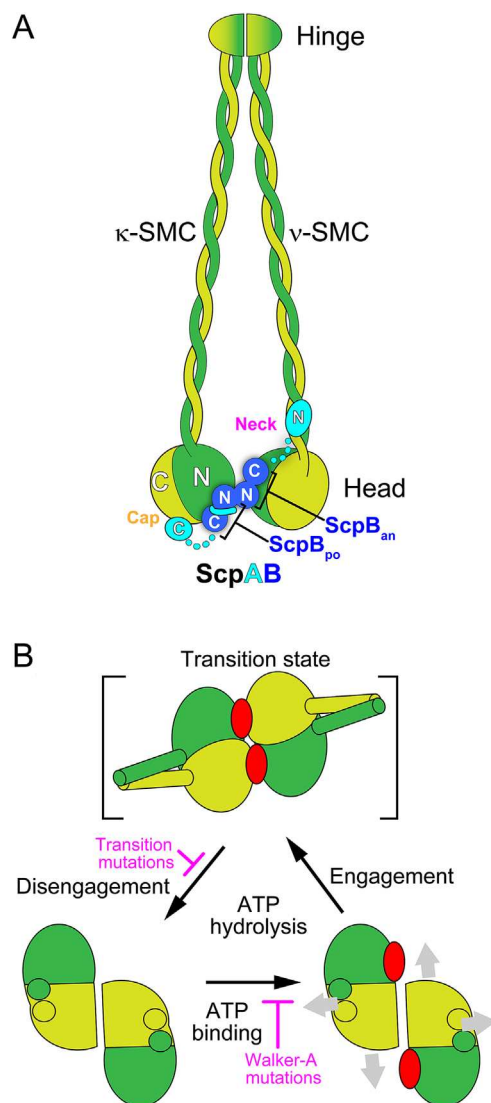 A
Hinge
κ-SMC
ν-SMC
N
Neck
C
C
N
N
N
Head
Cap
C
C
ScpBan
ScpBpo
ScpAB
B
Transition state
Transition
mutations
Disengagement
Engagement
ATP
hydrolysis
ATP
binding
Walker-A
mutations